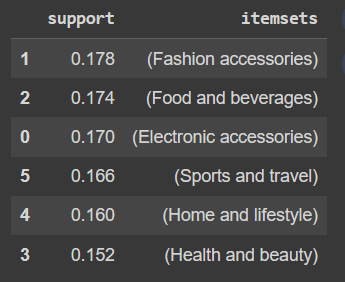 support itemsets
1 0.178 (Fashion accessories)
2 0.174 (Food and beverages)
0 0.170 (Electronic accessories)
5 0.166 (Sports and travel)
4 0.160 (Home and lifestyle)
3 0.152 (Health and beauty)